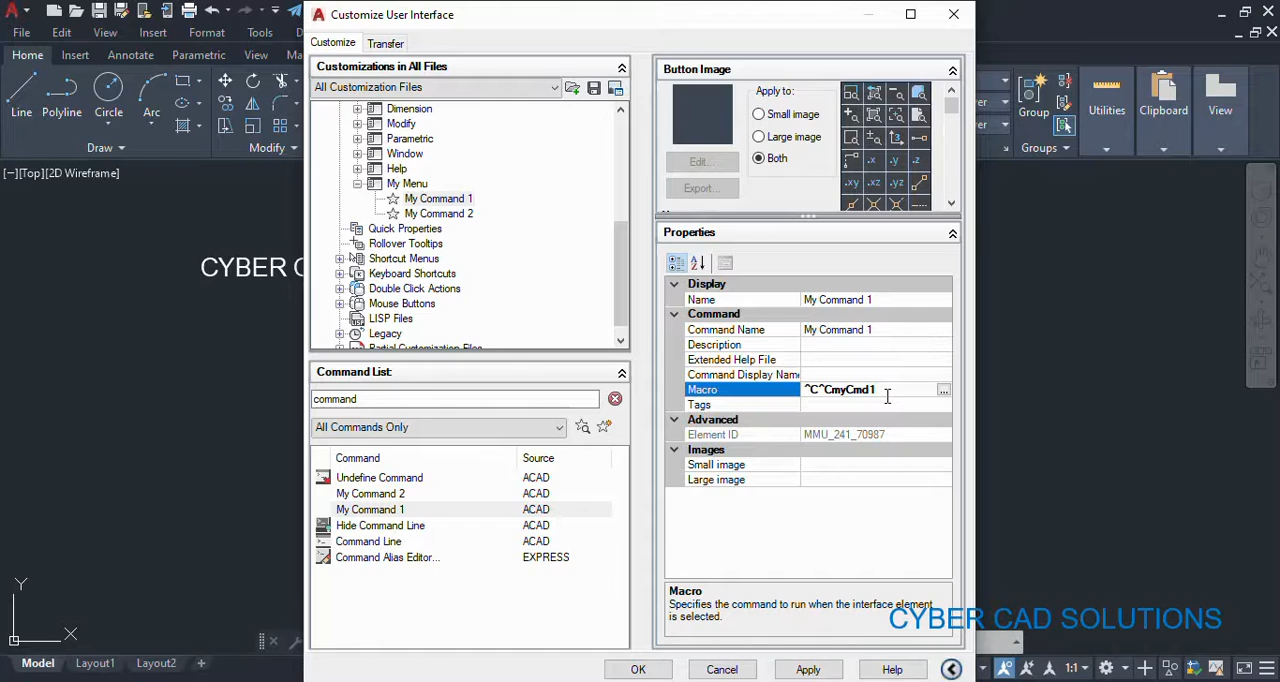 Customize User Interface
File Edit View Insert Format Tools
Home Insert Annotate Parametric View
Line Polyline Circle Arc
Draw Modify
Group Utilities Clipboard View
Groups
[−][Top][2D Wireframe]
CYBER C
Customize Transfer
Customizations in All Files
All Customization Files
Dimension
Modify
Parametric
Window
Help
My Menu
My Command 1
My Command 2
Quick Properties
Rollover Tooltips
Shortcut Menus
Keyboard Shortcuts
Double Click Actions
Mouse Buttons
LISP Files
Legacy
Partial Customization Files
Command List:
command
All Commands Only
Command Source
Undefine Command ACAD
My Command 2 ACAD
My Command 1 ACAD
Hide Command Line ACAD
Command Line ACAD
Command Alias Editor... EXPRESS
Button Image
Apply to:
Small image
Large image
Both
Edit...
Export...
.x .y .z
.xy .xz .yz
Properties
Display
Name My Command 1
Command
Command Name My Command 1
Description
Extended Help File
Command Display Name
Macro ^C^CmyCmd1 ...
Tags
Advanced
Element ID MMU_241_70987
Images
Small image
Large image
Macro
Specifies the command to run when the interface element
is selected.
CYBER CAD SOLUTIONS
OK Cancel Apply Help
Y
X
Model Layout1 Layout2 +
1:1